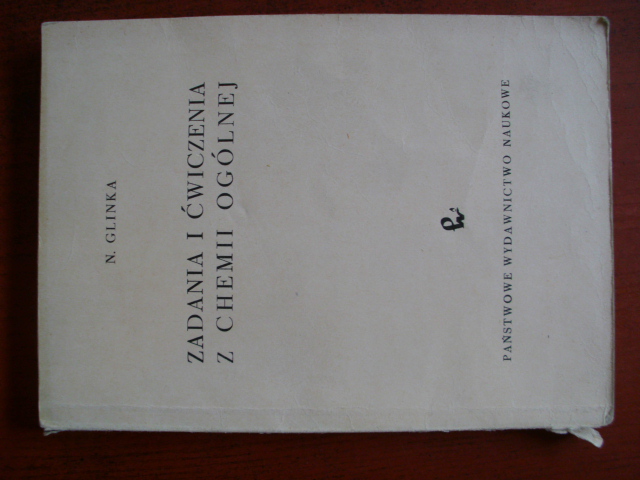 N. GLINKA
ZADANIA I ĆWICZENIA
Z CHEMII OGÓLNEJ
PAŃSTWOWE WYDAWNICTWO NAUKOWE